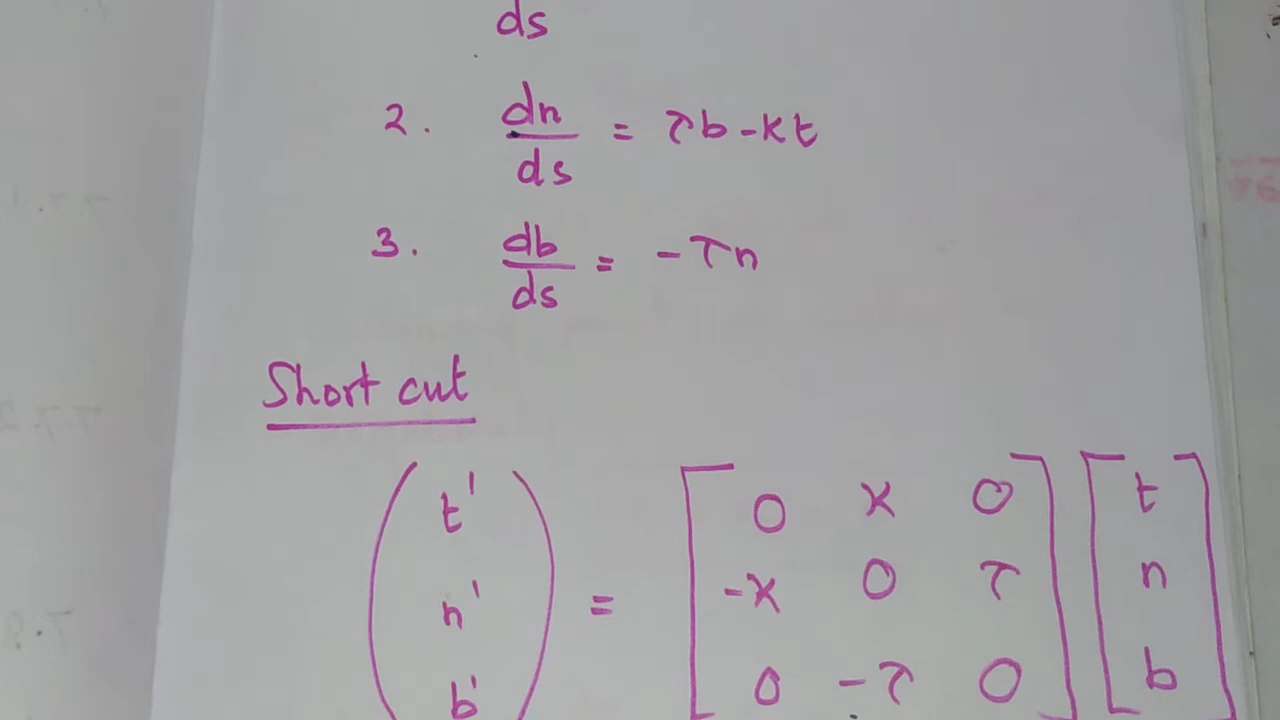 ds
2. dn/ds = τb - κt
3. db/ds = - τn
Short cut
(t' n' b') = [0 κ 0; -κ 0 τ; 0 -τ 0] [t n b]